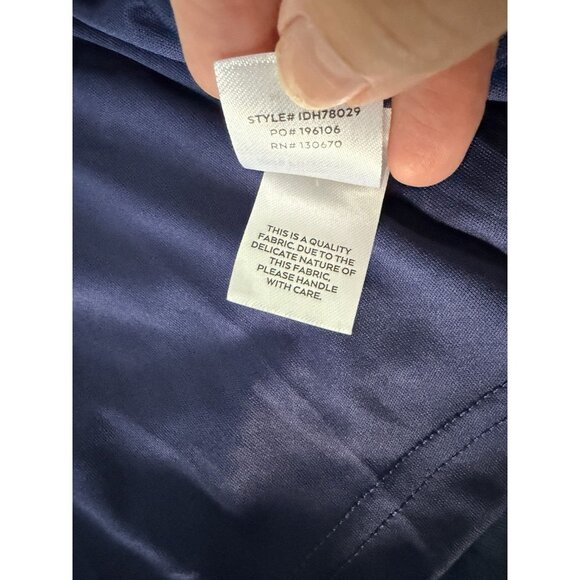 STYLE# IDH78029
PO# 196106
RN# 130670
THIS IS A QUALITY
FABRIC. DUE TO THE
DELICATE NATURE OF
THIS FABRIC,
PLEASE HANDLE
WITH CARE.